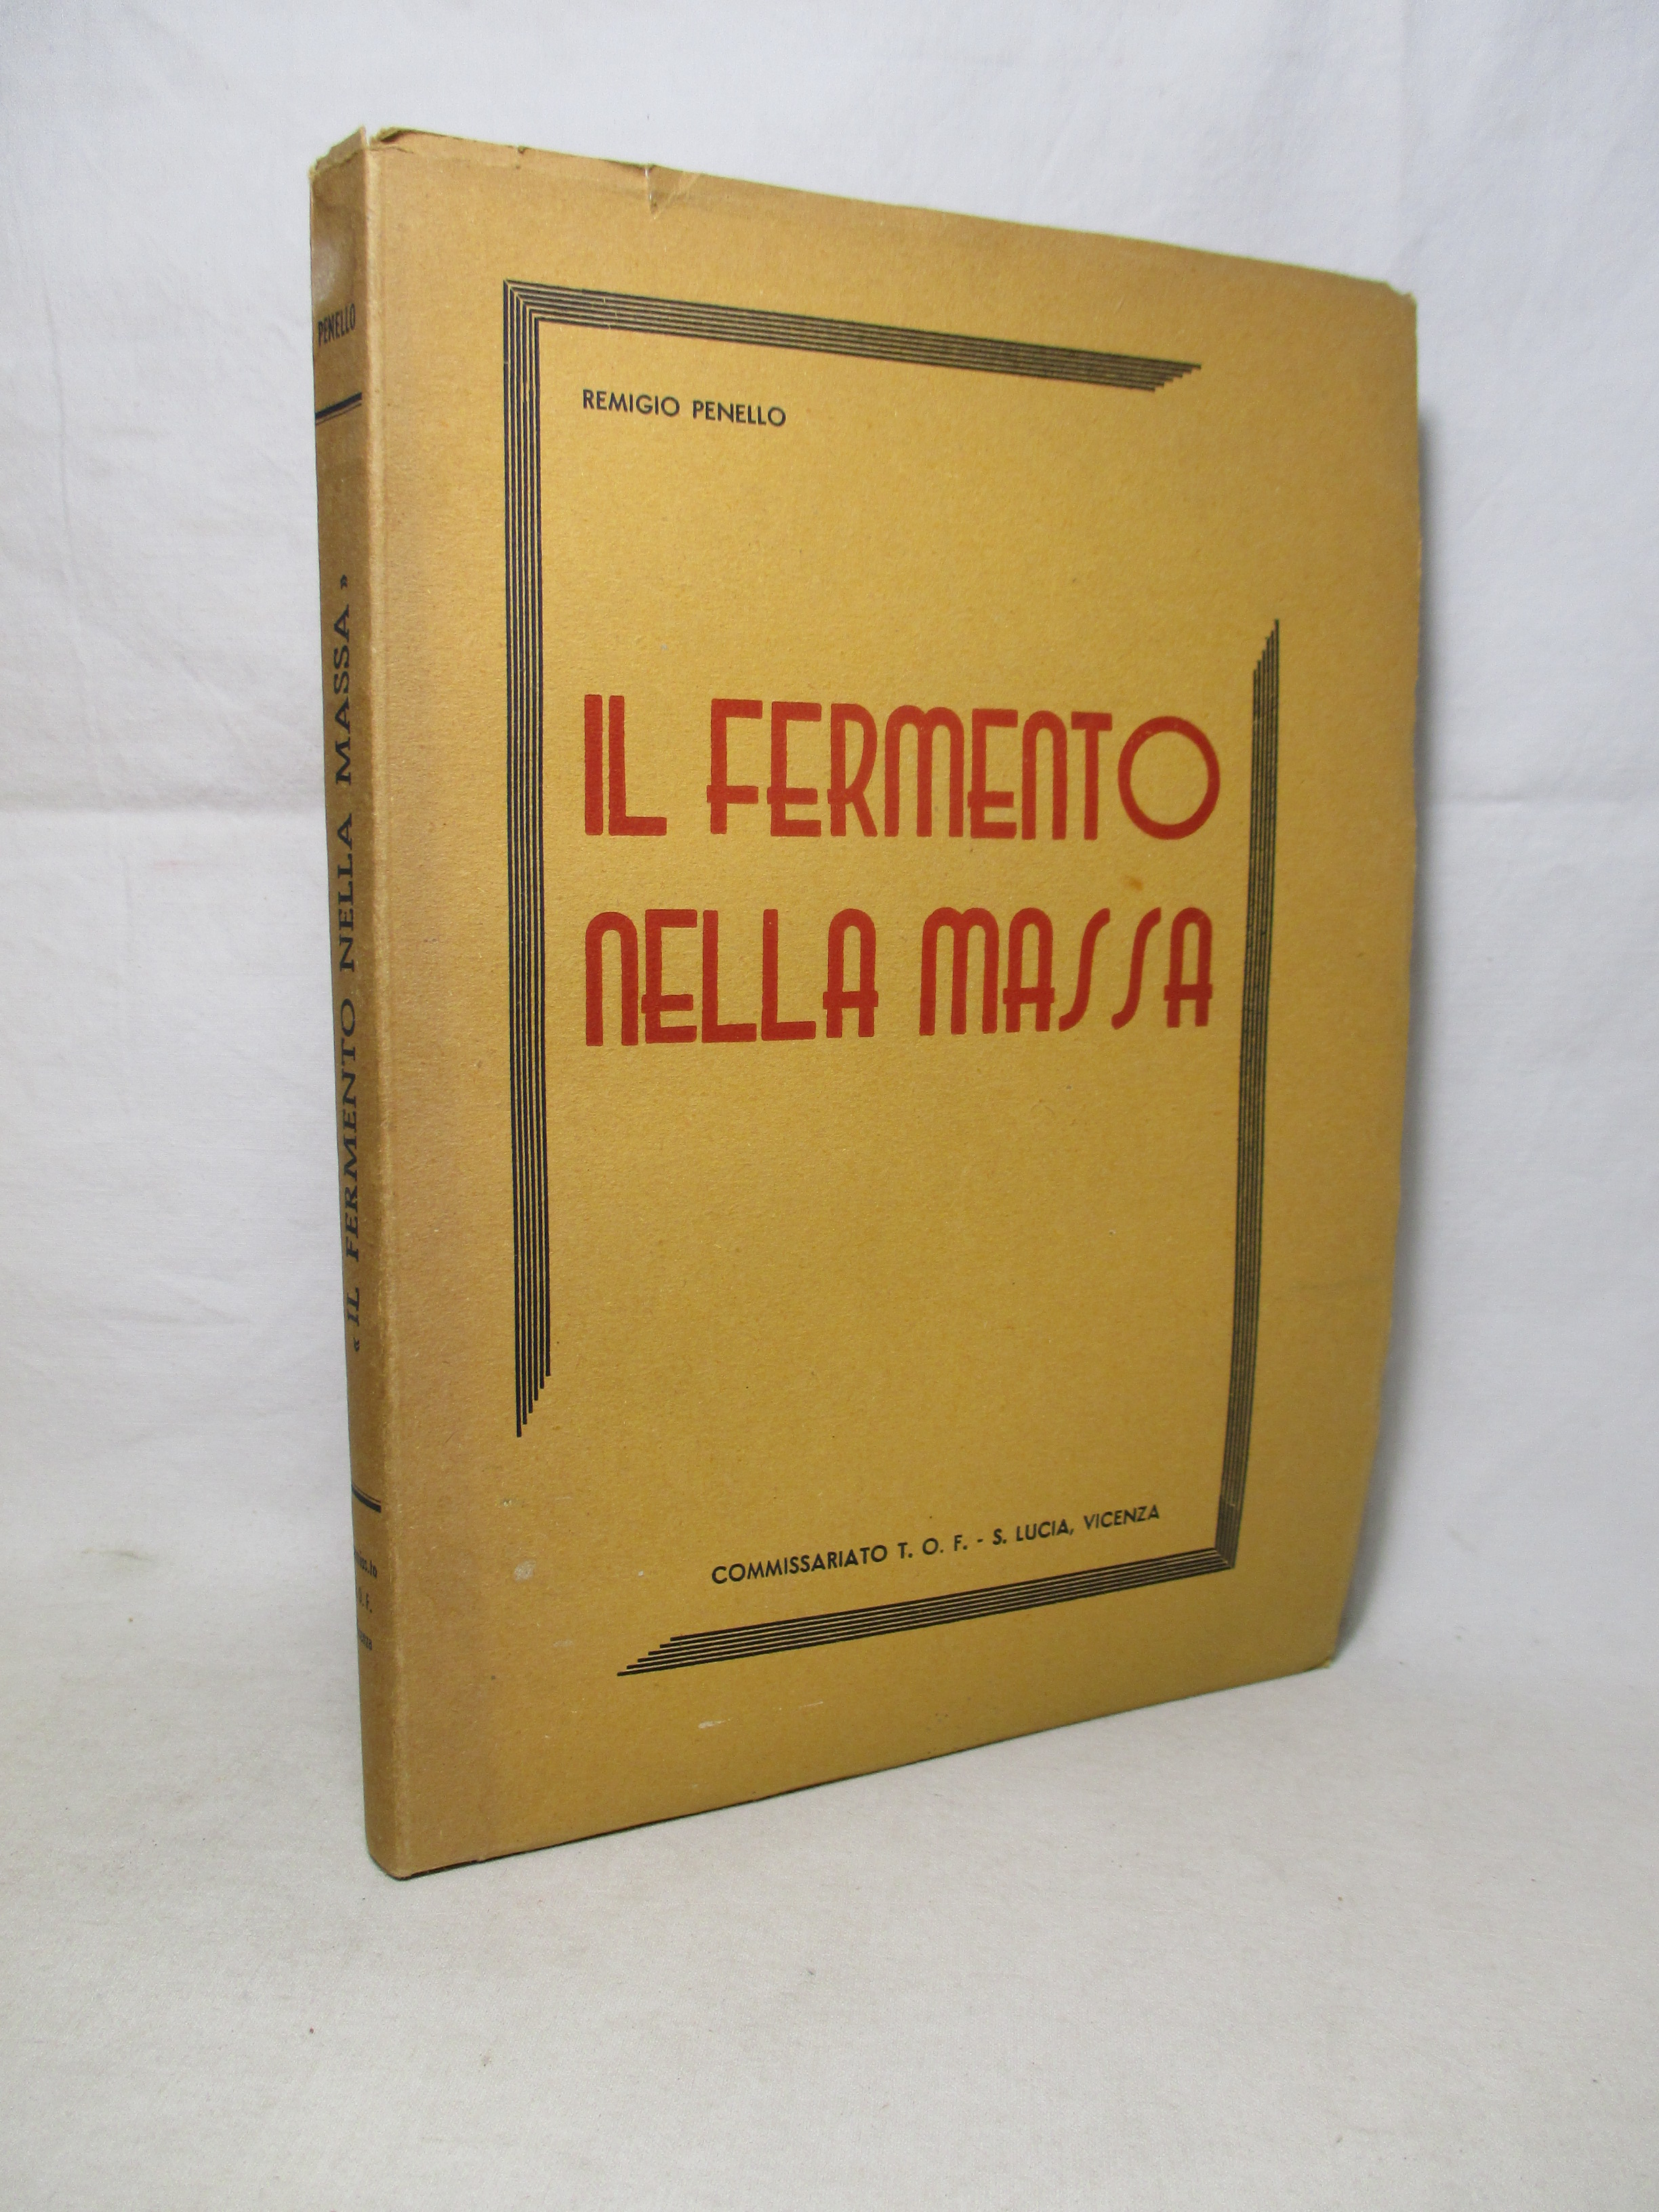 PENELLO
« IL FERMENTO NELLA MASSA »
O. F.
REMIGIO PENELLO
IL FERMENTO
NELLA MASSA
COMMISSARIATO T. O. F. - S. LUCIA, VICENZA